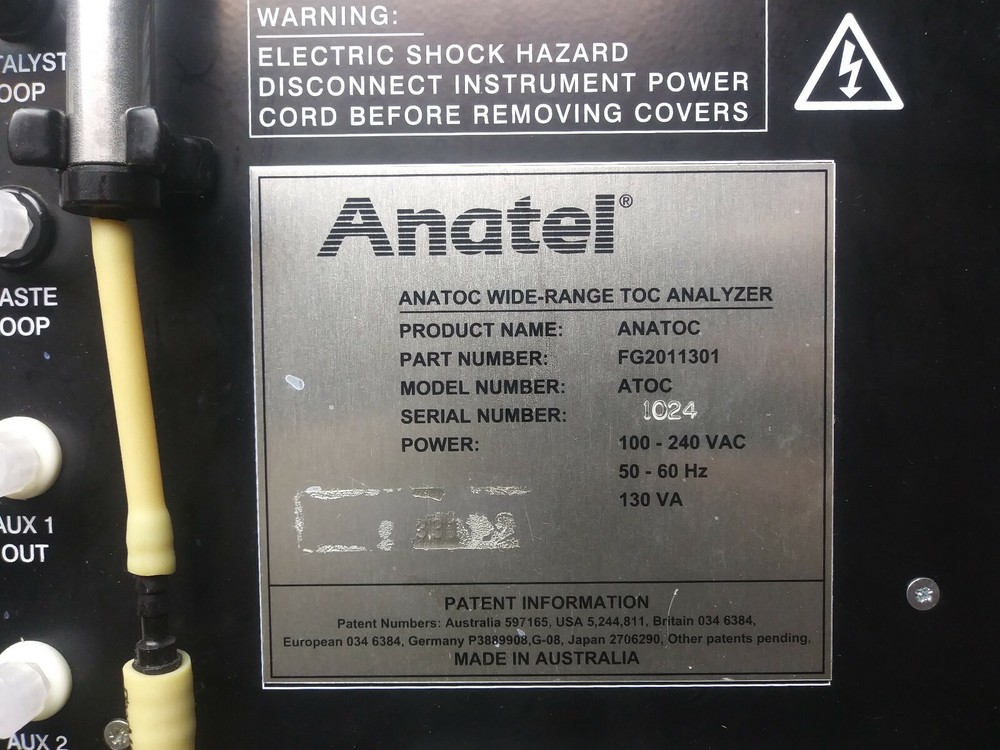 WARNING:
ELECTRIC SHOCK HAZARD
DISCONNECT INSTRUMENT POWER
CORD BEFORE REMOVING COVERS
TALYST
OOP
ASTE
OOP
AUX 1
OUT
AUX 2
Anatel®
ANATOC WIDE-RANGE TOC ANALYZER
PRODUCT NAME: ANATOC
PART NUMBER: FG2011301
MODEL NUMBER: ATOC
SERIAL NUMBER: 1024
POWER: 100 - 240 VAC
50 - 60 Hz
130 VA
PATENT INFORMATION
Patent Numbers: Australia 597165, USA 5,244,811, Britain 034 6384,
European 034 6384, Germany P3889908,G-08, Japan 2706290, Other patents pending.
MADE IN AUSTRALIA